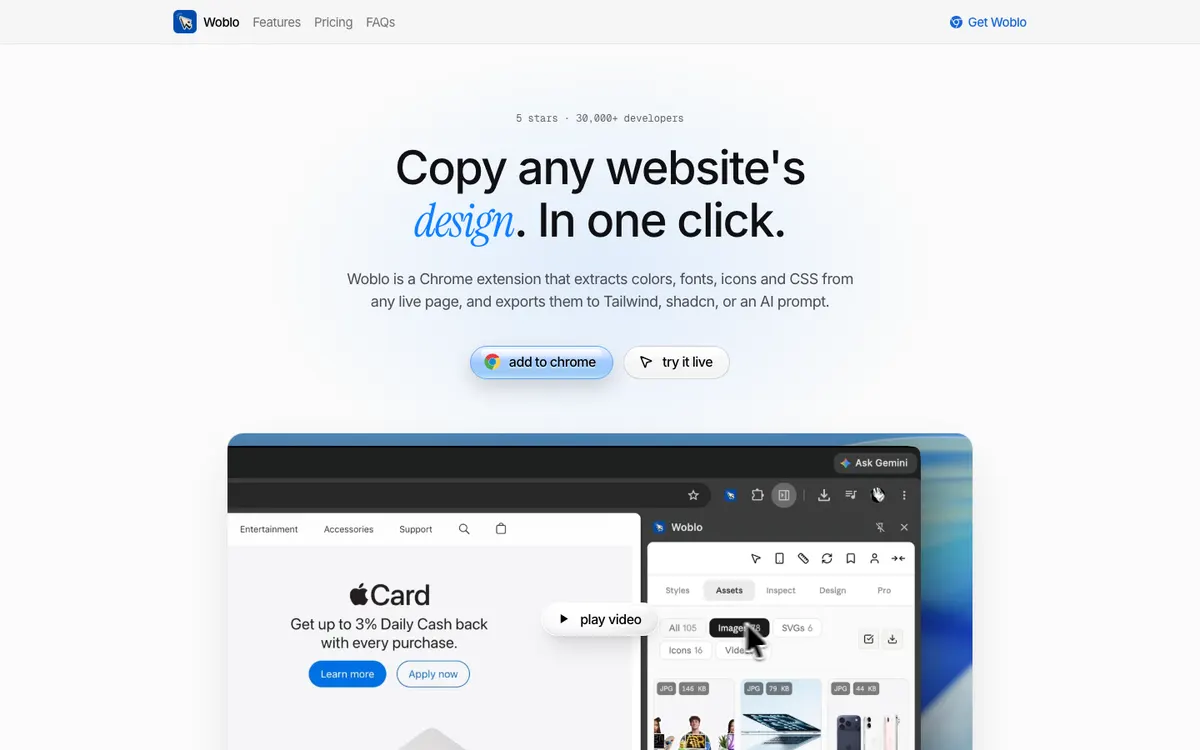 Woblo
Features
Pricing
FAQs
Get Woblo
5 stars · 30,000+ developers
Copy any website's
design. In one click.
Woblo is a Chrome extension that extracts colors, fonts, icons and CSS from
any live page, and exports them to Tailwind, shadcn, or an AI prompt.
add to chrome
try it live
Ask Gemini
Woblo
Entertainment
Accessories
Support
Card
Get up to 3% Daily Cash back
with every purchase.
Learn more
Apply now
play video
Styles
Assets
Inspect
Design
Pro
All 105
SVGs 6
Icons 16
JPG 146 KB
JPG 79 KB
JPG 44 KB